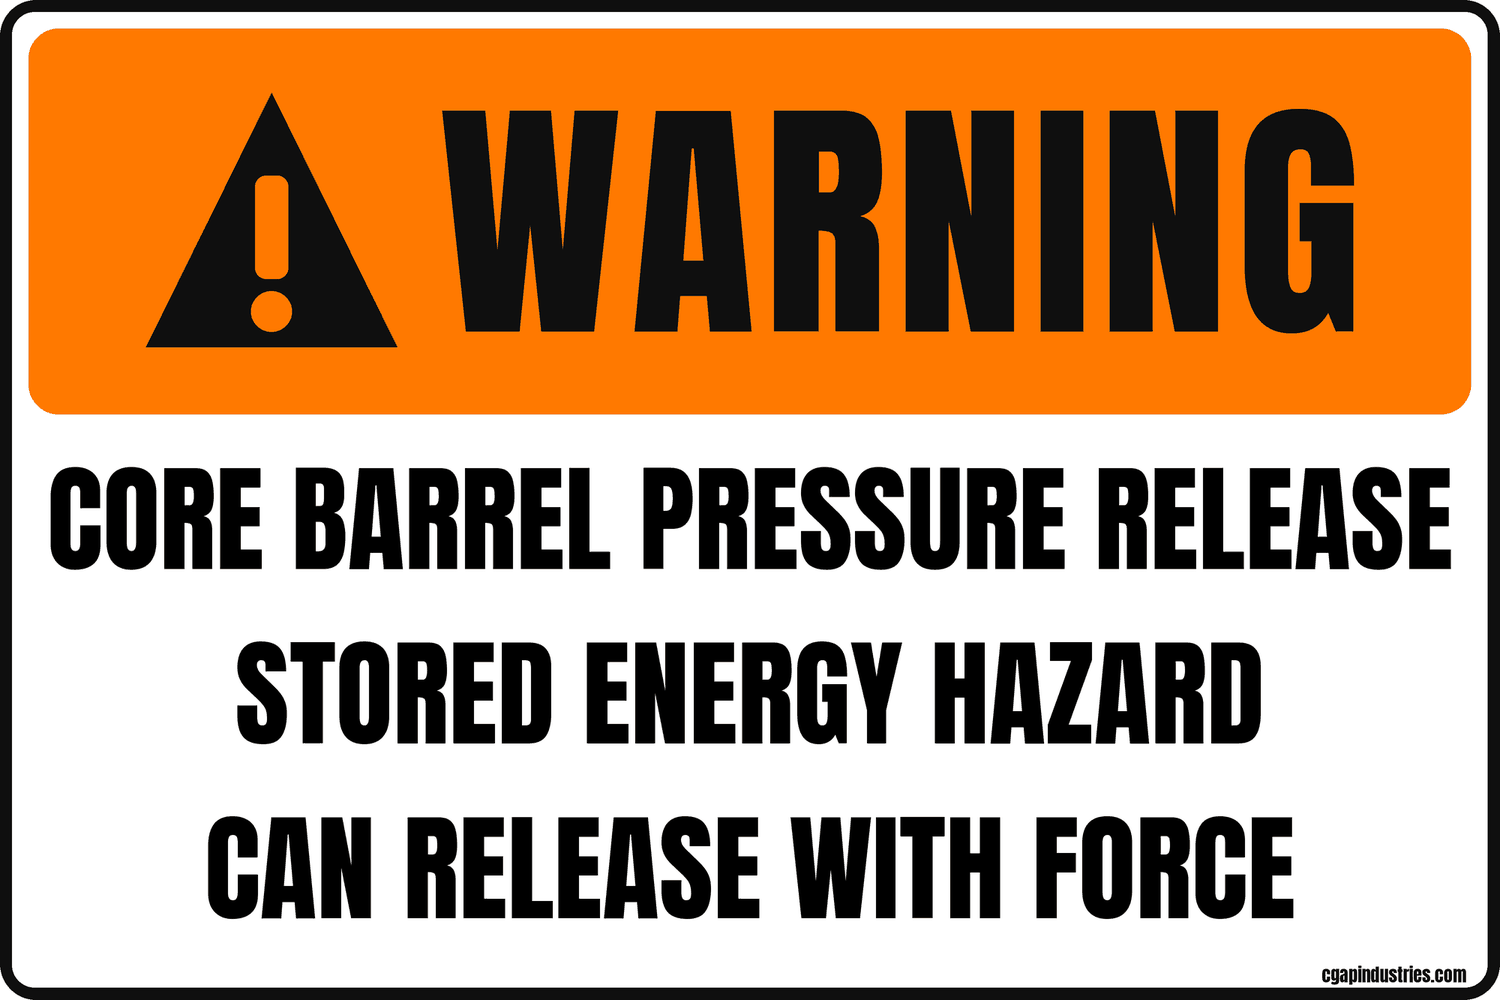 WARNING
CORE BARREL PRESSURE RELEASE
STORED ENERGY HAZARD
CAN RELEASE WITH FORCE
cgapindustries.com